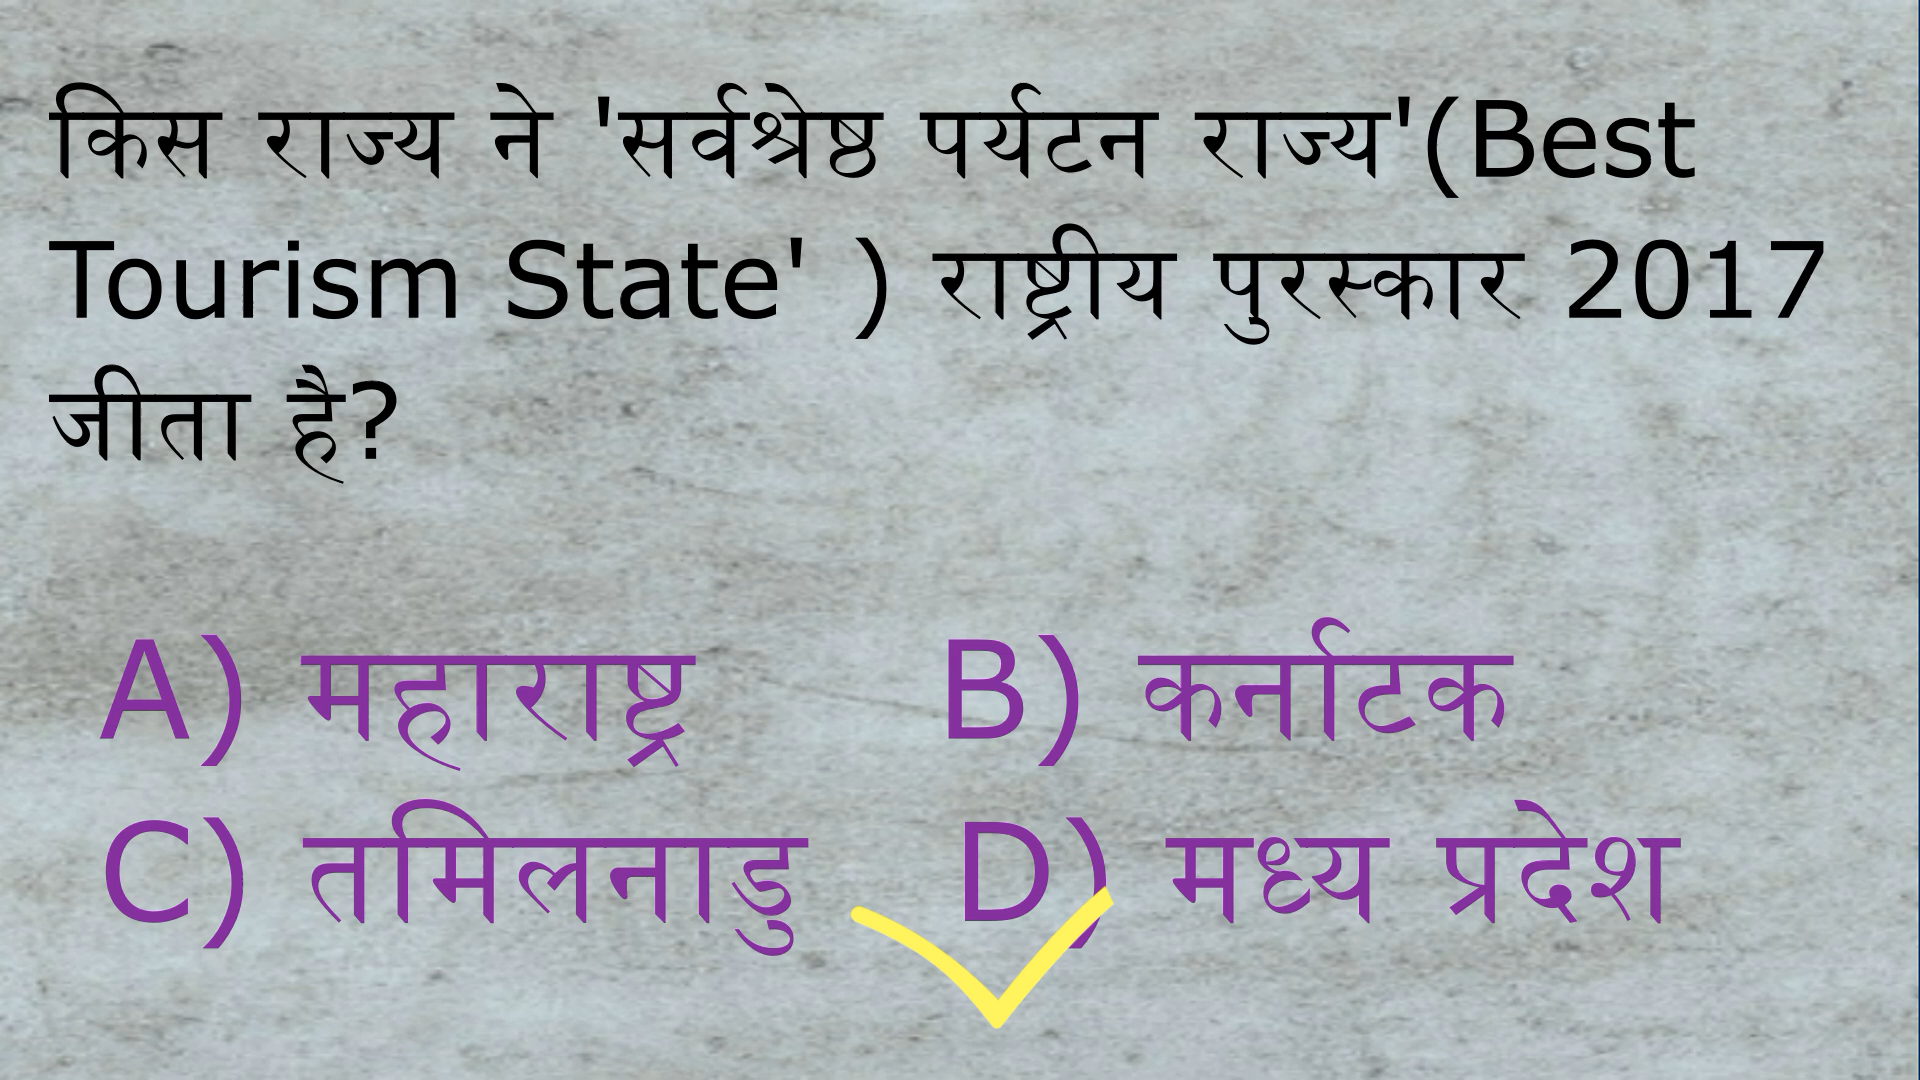 किस राज्य ने 'सर्वश्रेष्ठ पर्यटन राज्य'(Best
Tourism State' ) राष्ट्रीय पुरस्कार 2017
जीता है?
A) महाराष्ट्र B) कर्नाटक
C) तमिलनाडु D) मध्य प्रदेश